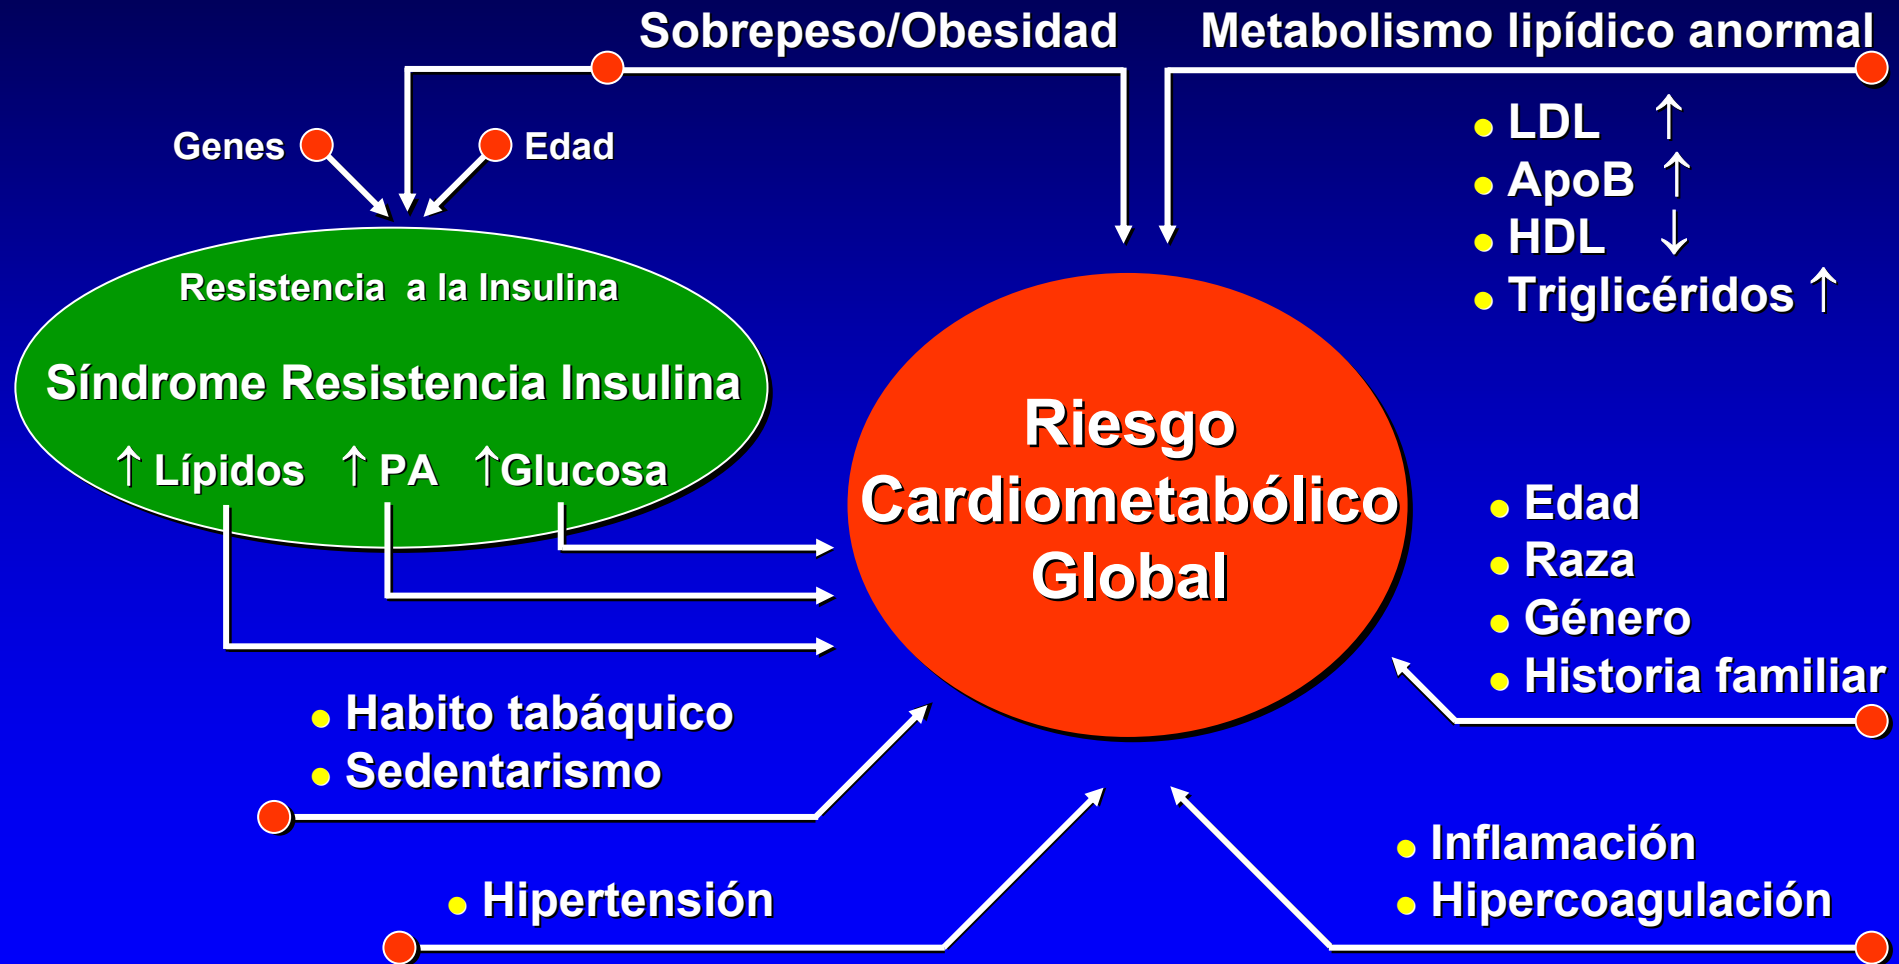 Sobrepeso/Obesidad
Metabolismo lipídico anormal
Genes
Edad
LDL ↑
ApoB ↑
HDL ↓
Triglicéridos ↑
Resistencia a la Insulina
Síndrome Resistencia Insulina
↑ Lípidos ↑ PA ↑Glucosa
Riesgo
Cardiometabólico
Global
Edad
Raza
Género
Historia familiar
Habito tabáquico
Sedentarismo
Hipertensión
Inflamación
Hipercoagulación